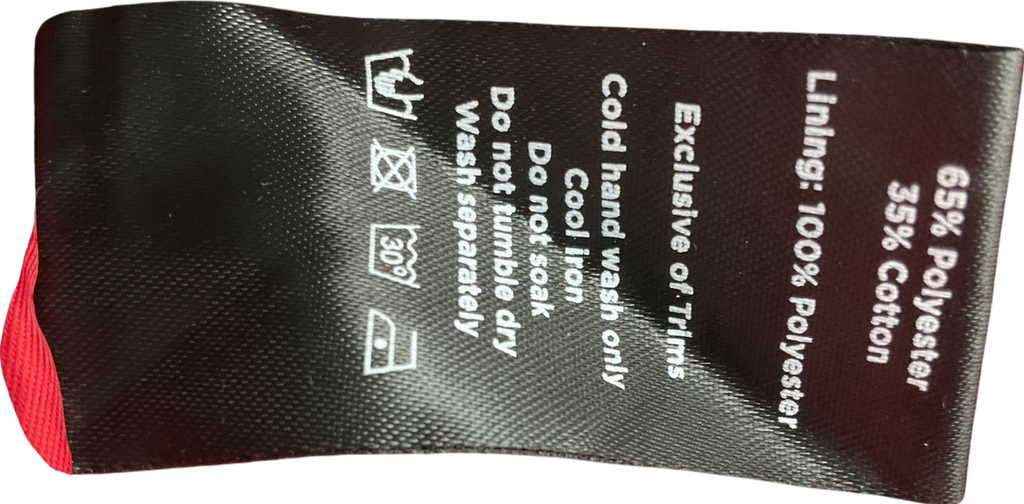 65% Polyester
35% Cotton
Lining: 100% Polyester
Exclusive of Trims
Cold hand wash only
Cool iron
Do not soak
Do not tumble dry
Wash separately
30°